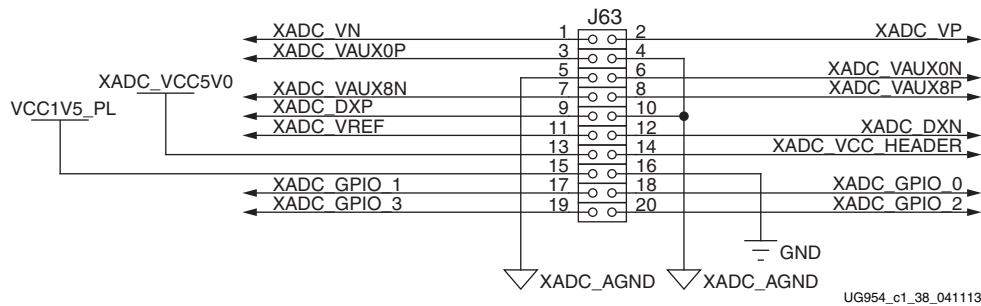 J63
XADC_VN 1 2 XADC_VP
XADC_VAUX0P 3 4
5 6 XADC_VAUX0N
XADC_VCC5V0
XADC_VAUX8N 7 8 XADC_VAUX8P
VCC1V5_PL
XADC_DXP 9 10
XADC_VREF 11 12 XADC_DXN
13 14 XADC_VCC_HEADER
15 16
XADC_GPIO_1 17 18 XADC_GPIO_0
XADC_GPIO_3 19 20 XADC_GPIO_2
GND
XADC_AGND XADC_AGND
UG954_c1_38_041113